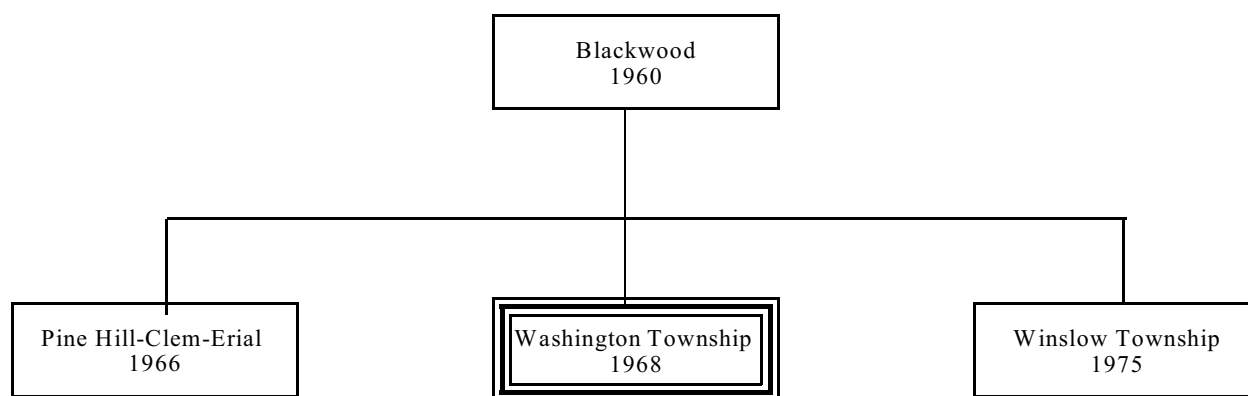 Blackwood
1960
Pine Hill-Clem-Erial
1966
Washington Township
1968
Winslow Township
1975